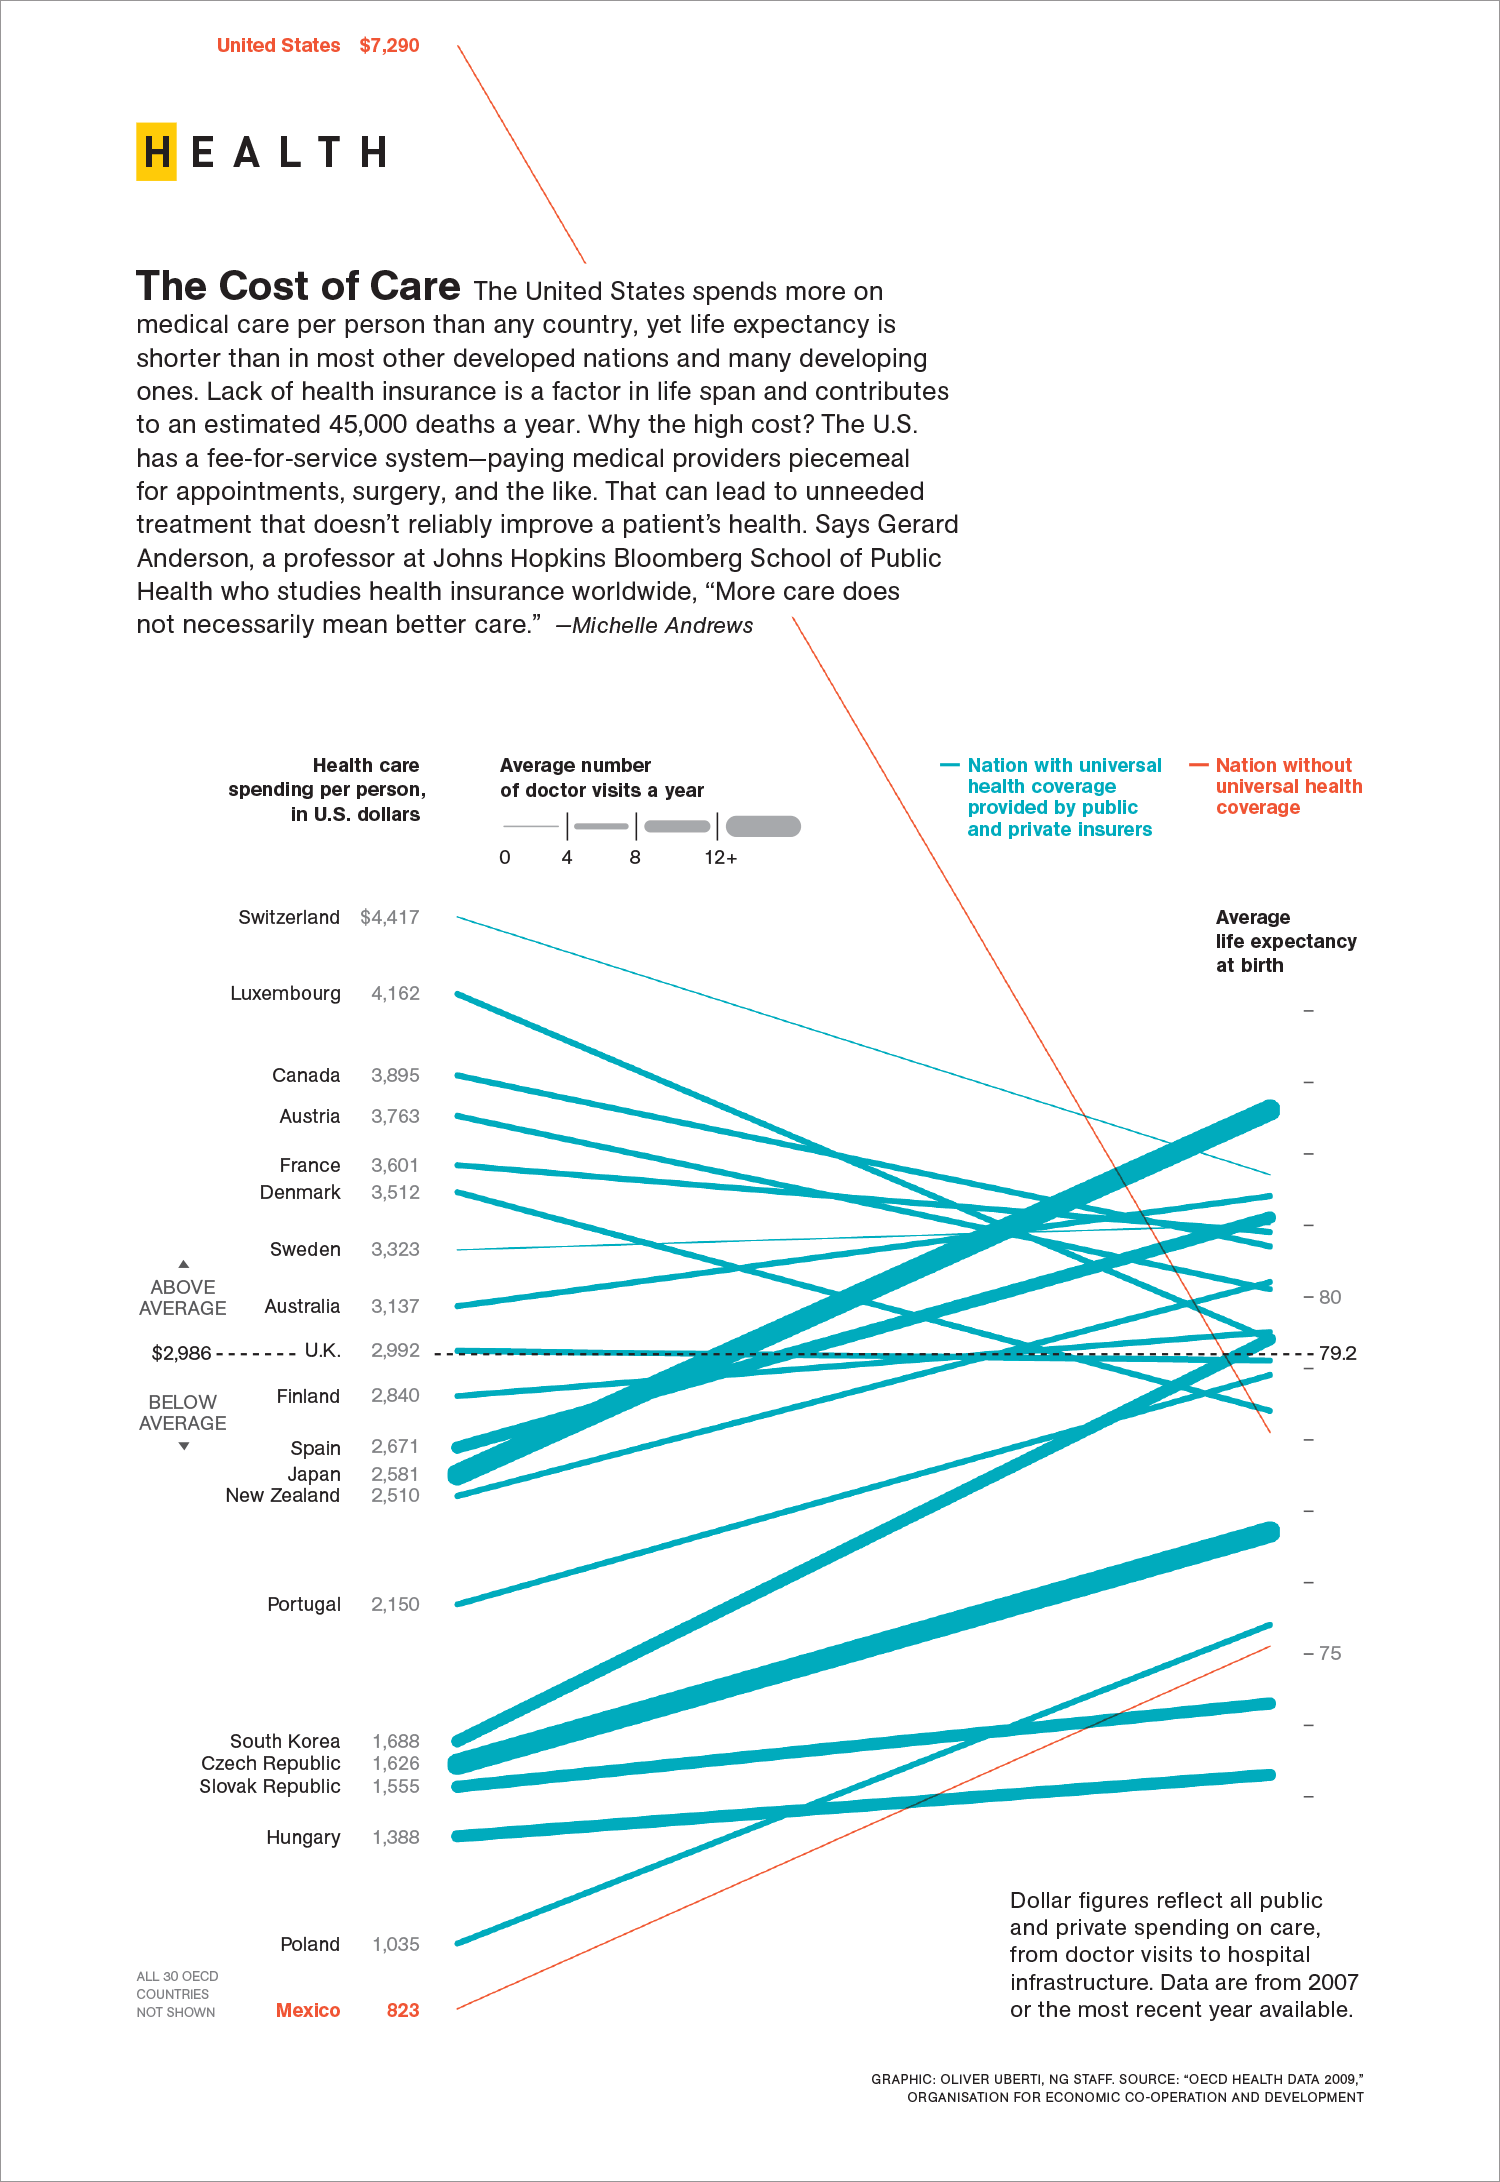 United States $7,290
HEALTH
The Cost of Care The United States spends more on
medical care per person than any country, yet life expectancy is
shorter than in most other developed nations and many developing
ones. Lack of health insurance is a factor in life span and contributes
to an estimated 45,000 deaths a year. Why the high cost? The U.S.
has a fee-for-service system—paying medical providers piecemeal
for appointments, surgery, and the like. That can lead to unneeded
treatment that doesn’t reliably improve a patient’s health. Says Gerard
Anderson, a professor at Johns Hopkins Bloomberg School of Public
Health who studies health insurance worldwide, “More care does
not necessarily mean better care.” —Michelle Andrews
Health care
spending per person,
in U.S. dollars
Average number
of doctor visits a year
0 4 8 12+
Nation with universal
health coverage
provided by public
and private insurers
Nation without
universal health
coverage
Average
life expectancy
at birth
Switzerland $4,417
Luxembourg 4,162
Canada 3,895
Austria 3,763
France 3,601
Denmark 3,512
Sweden 3,323
ABOVE
AVERAGE
Australia 3,137
80
$2,986
U.K. 2,992
79.2
BELOW
AVERAGE
Finland 2,840
Spain 2,671
Japan 2,581
New Zealand 2,510
Portugal 2,150
75
South Korea 1,688
Czech Republic 1,626
Slovak Republic 1,555
Hungary 1,388
Poland 1,035
Mexico 823
ALL 30 OECD
COUNTRIES
NOT SHOWN
Dollar figures reflect all public
and private spending on care,
from doctor visits to hospital
infrastructure. Data are from 2007
or the most recent year available.
GRAPHIC: OLIVER UBERTI, NG STAFF. SOURCE: “OECD HEALTH DATA 2009,”
ORGANISATION FOR ECONOMIC CO-OPERATION AND DEVELOPMENT